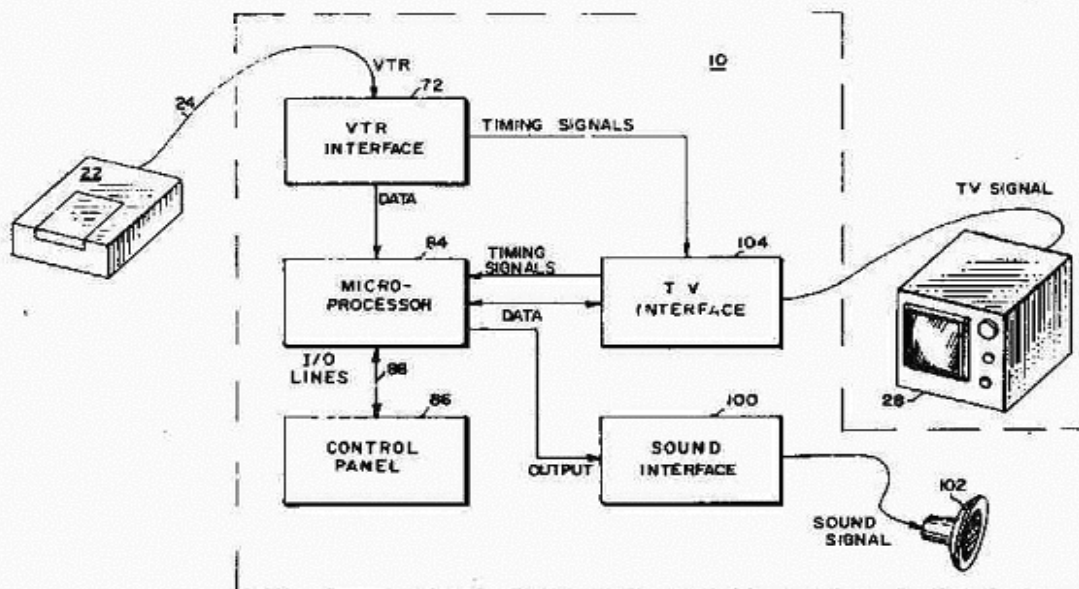 10
VTR
72
24
VTR
INTERFACE
TIMING SIGNALS
22
DATA
TV SIGNAL
84
TIMING
SIGNALS
104
MICRO-
PROCESSOR
TV
INTERFACE
DATA
I/O
LINES
88
28
86
100
CONTROL
PANEL
SOUND
INTERFACE
OUTPUT
102
SOUND
SIGNAL